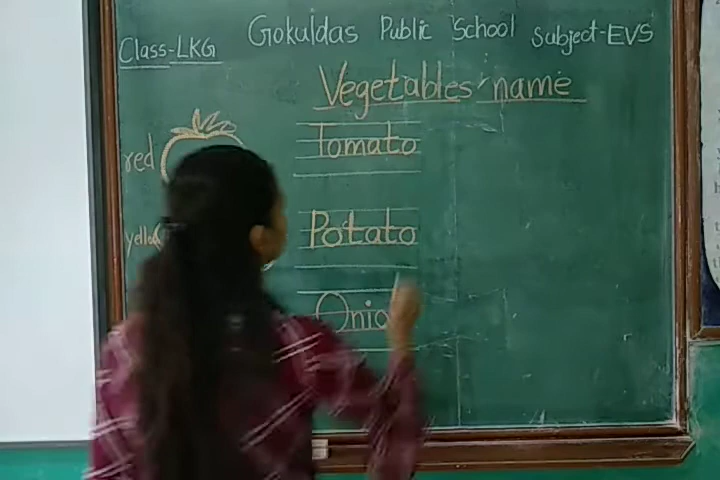 Class-LKG Gokuldas Public School Subject-EVS
Vegetables' name
red Tomato
Potato